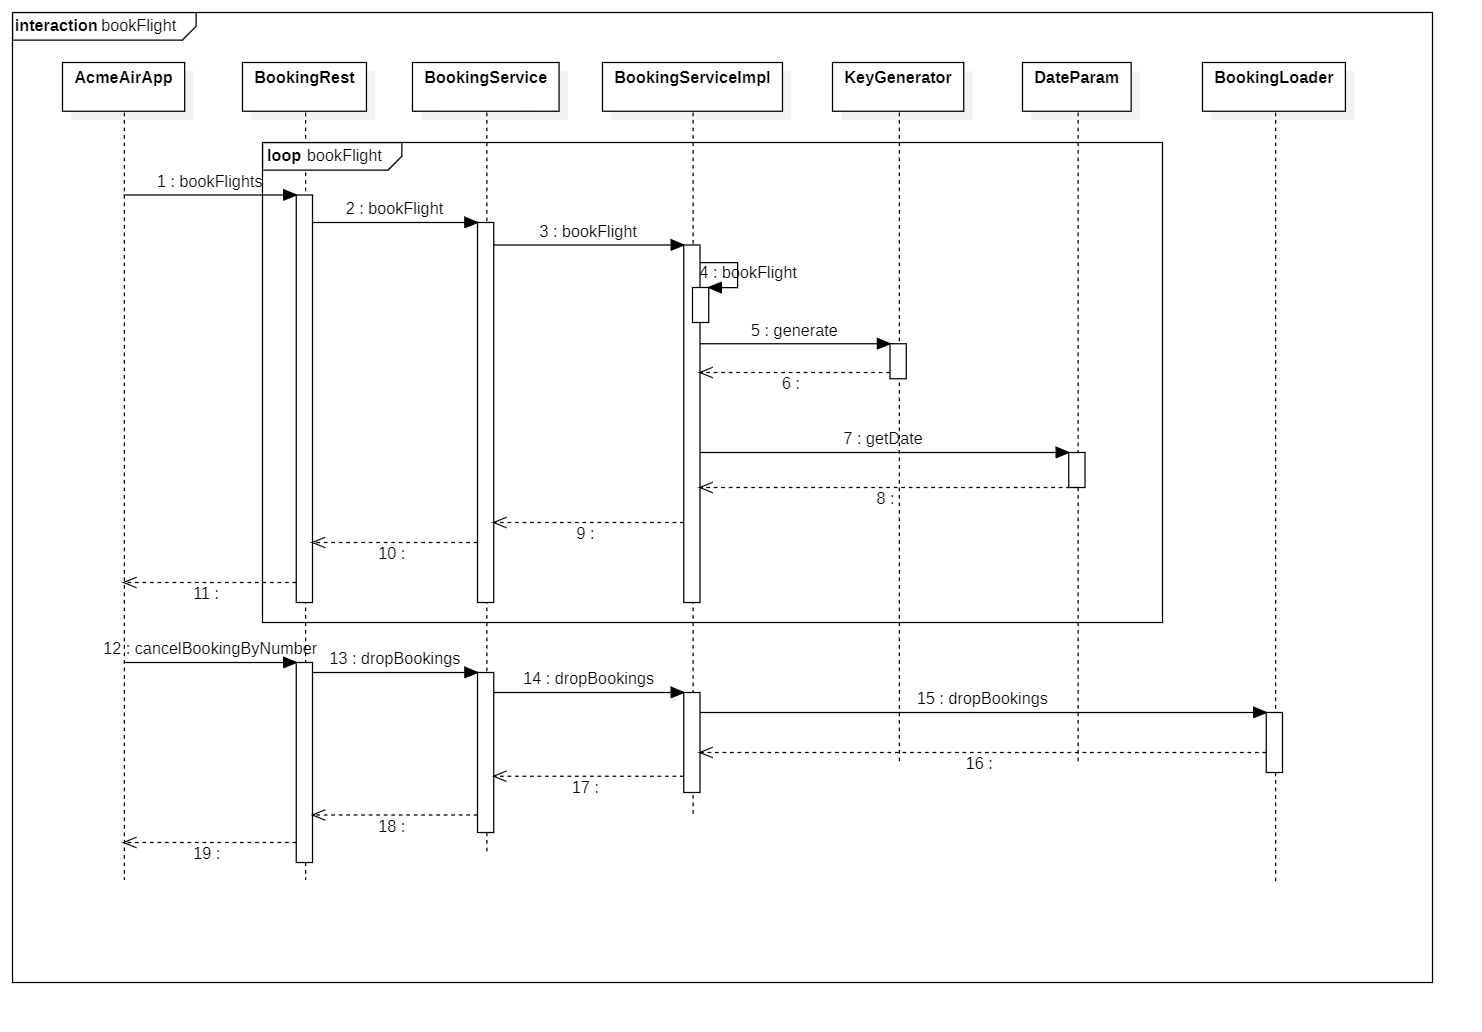 interaction bookFlight
AcmeAirApp
BookingRest
BookingService
BookingServiceImpl
KeyGenerator
DateParam
BookingLoader
loop bookFlight
1 : bookFlights
2 : bookFlight
3 : bookFlight
4 : bookFlight
5 : generate
6 :
7 : getDate
8 :
9 :
10 :
11 :
12 : cancelBookingByNumber
13 : dropBookings
14 : dropBookings
15 : dropBookings
16 :
17 :
18 :
19 :